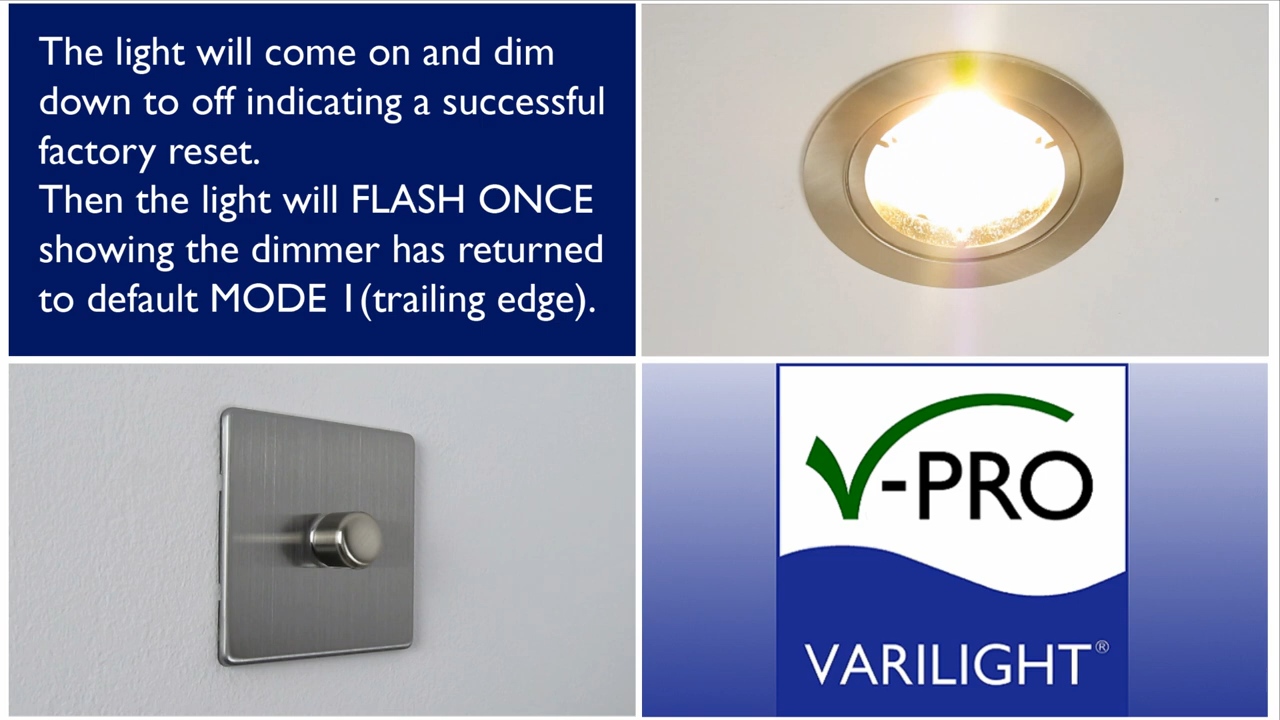 The light will come on and dim
down to off indicating a successful
factory reset.
Then the light will FLASH ONCE
showing the dimmer has returned
to default MODE 1(trailing edge).
V-PRO
VARILIGHT®